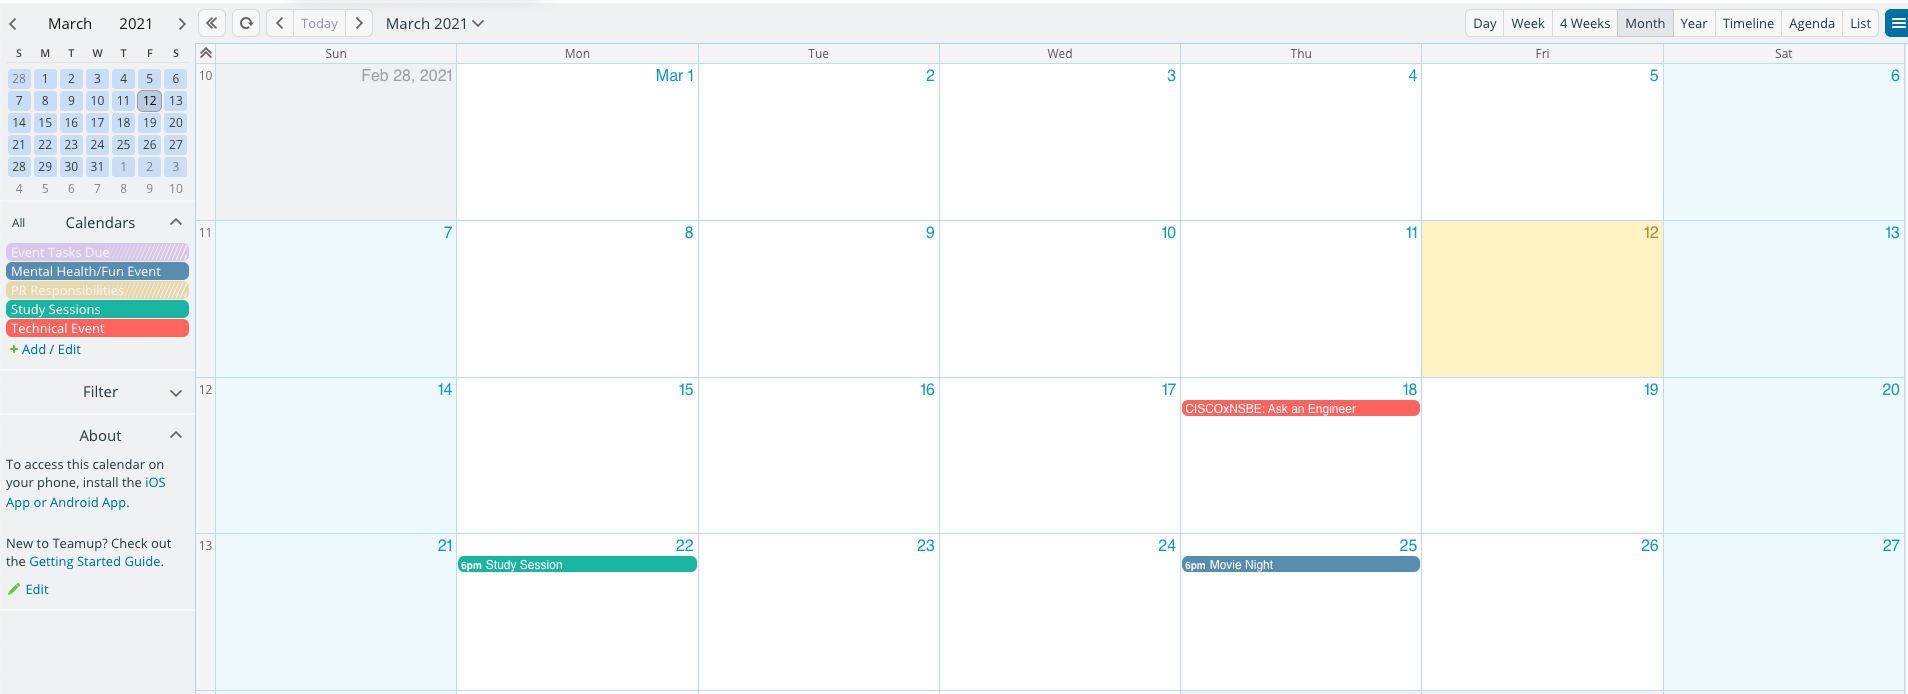 March 2021
S M T W T F S
28 1 2 3 4 5 6
7 8 9 10 11 12 13
14 15 16 17 18 19 20
21 22 23 24 25 26 27
28 29 30 31 1 2 3
4 5 6 7 8 9 10
All Calendars
Event Tasks Due
Mental Health/Fun Event
PR Responsibilities
Study Sessions
Technical Event
+ Add / Edit
Filter
About
To access this calendar on
your phone, install the iOS
App or Android App.
New to Teamup? Check out
the Getting Started Guide.
Edit
Today March 2021 Day Week 4 Weeks Month Year Timeline Agenda List
Sun Mon Tue Wed Thu Fri Sat
10 Feb 28, 2021 Mar 1 2 3 4 5 6
11 7 8 9 10 11 12 13
12 14 15 16 17 18 19 20
CISCOxNSBE: Ask an Engineer
13 21 22 23 24 25 26 27
6pm Study Session 6pm Movie Night